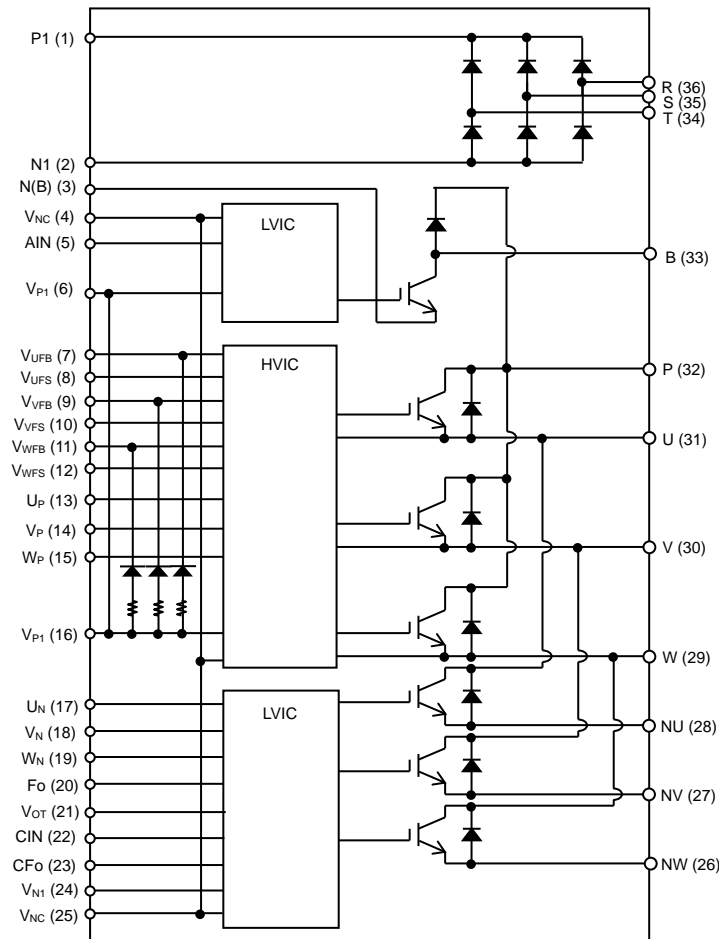 P1 (1)
N1 (2)
N(B) (3)
VNC (4)
AIN (5)
VP1 (6)
VUFB (7)
VUFS (8)
VVFB (9)
VVFS (10)
VWFB (11)
VWFS (12)
UP (13)
VP (14)
WP (15)
VP1 (16)
UN (17)
VN (18)
WN (19)
Fo (20)
VOT (21)
CIN (22)
CFo (23)
VN1 (24)
VNC (25)
LVIC
HVIC
LVIC
R (36)
S (35)
T (34)
B (33)
P (32)
U (31)
V (30)
W (29)
NU (28)
NV (27)
NW (26)